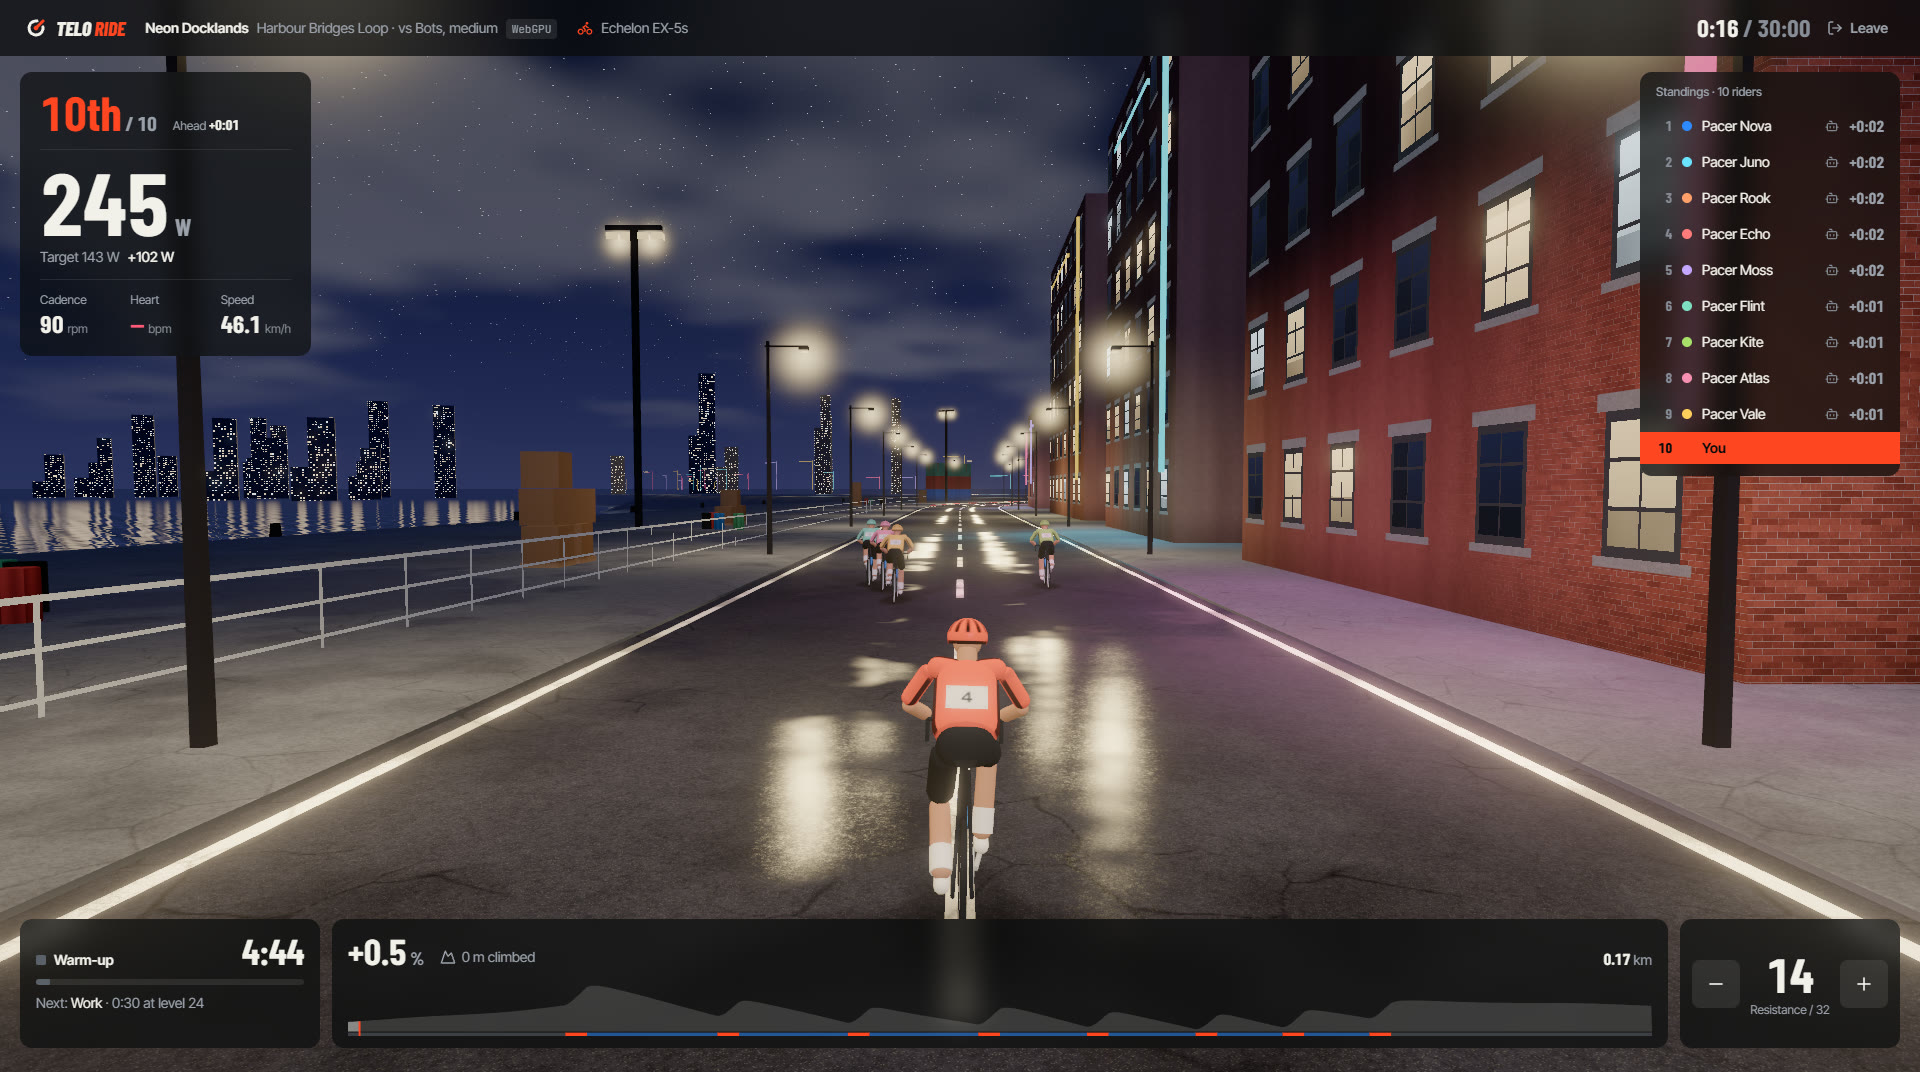 TELO RIDE Neon Docklands Harbour Bridges Loop · vs Bots, medium WebGPU Echelon EX-5s 0:16 / 30:00 Leave
10th / 10 Ahead +0:01
245 W
Target 143 W +102 W
Cadence Heart Speed
90 rpm – bpm 46.1 km/h
Standings · 10 riders
1 Pacer Nova +0:02
2 Pacer Juno +0:02
3 Pacer Rook +0:02
4 Pacer Echo +0:02
5 Pacer Moss +0:02
6 Pacer Flint +0:01
7 Pacer Kite +0:01
8 Pacer Atlas +0:01
9 Pacer Vale +0:01
10 You
4
Warm-up 4:44
Next: Work · 0:30 at level 24
+0.5 % 0 m climbed 0.17 km
− 14 +
Resistance / 32